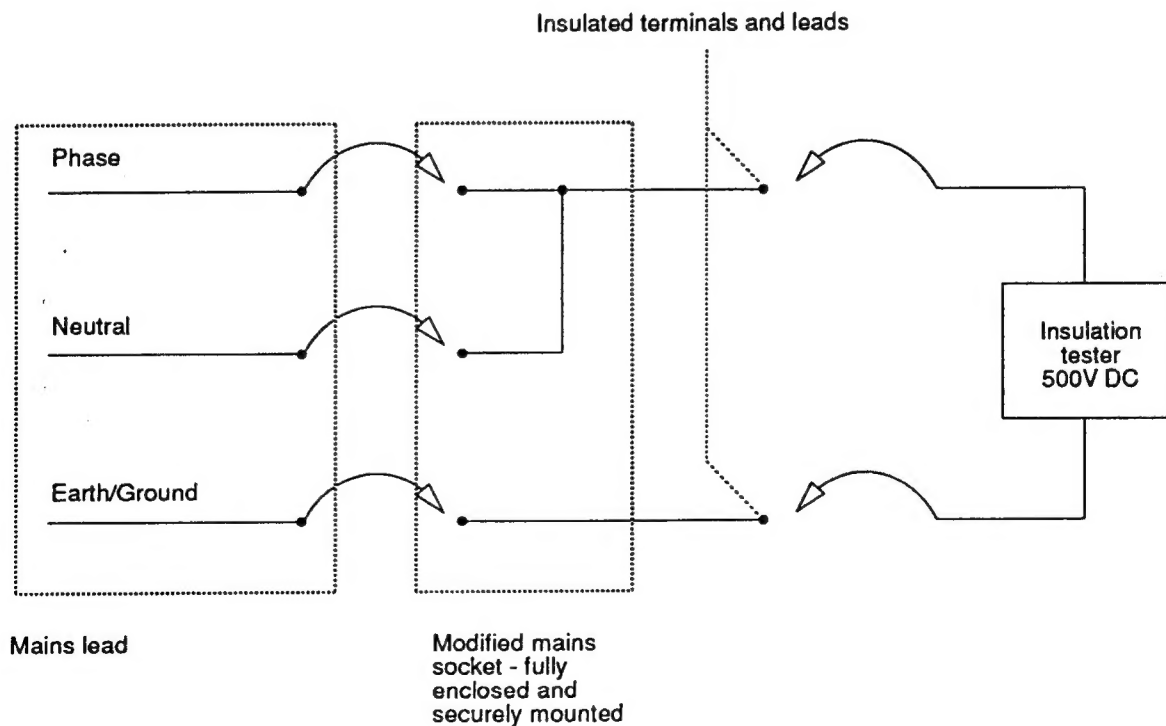 Insulated terminals and leads
Phase
Neutral
Insulation
tester
500V DC
Earth/Ground
Mains lead
Modified mains
socket - fully
enclosed and
securely mounted